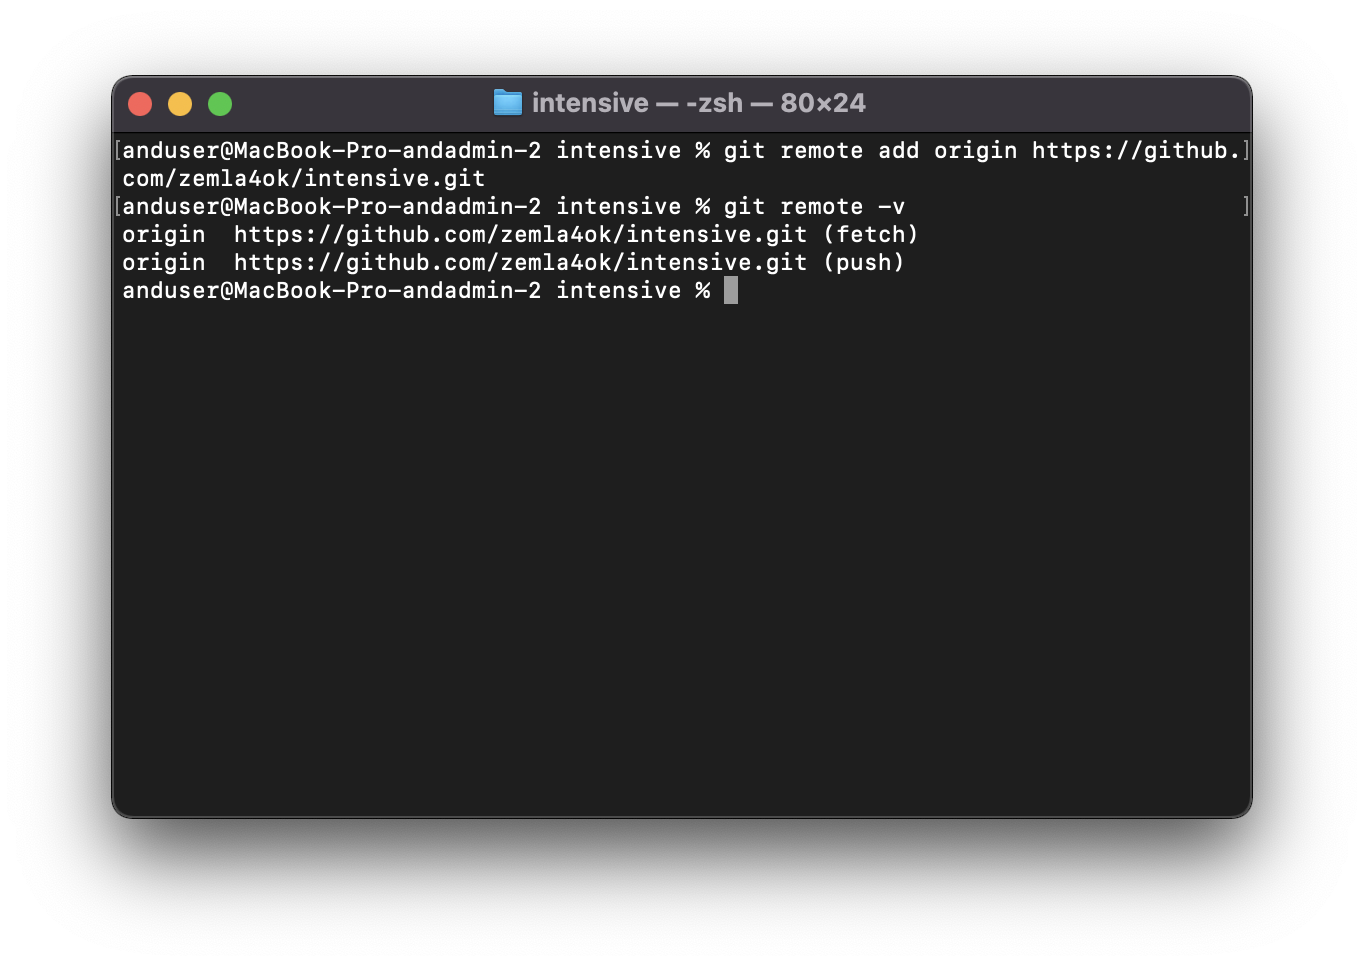 intensive — -zsh — 80×24
[anduser@MacBook-Pro-andadmin-2 intensive % git remote add origin https://github.]
com/zemla4ok/intensive.git
[anduser@MacBook-Pro-andadmin-2 intensive % git remote -v ]
origin  https://github.com/zemla4ok/intensive.git (fetch)
origin  https://github.com/zemla4ok/intensive.git (push)
anduser@MacBook-Pro-andadmin-2 intensive %